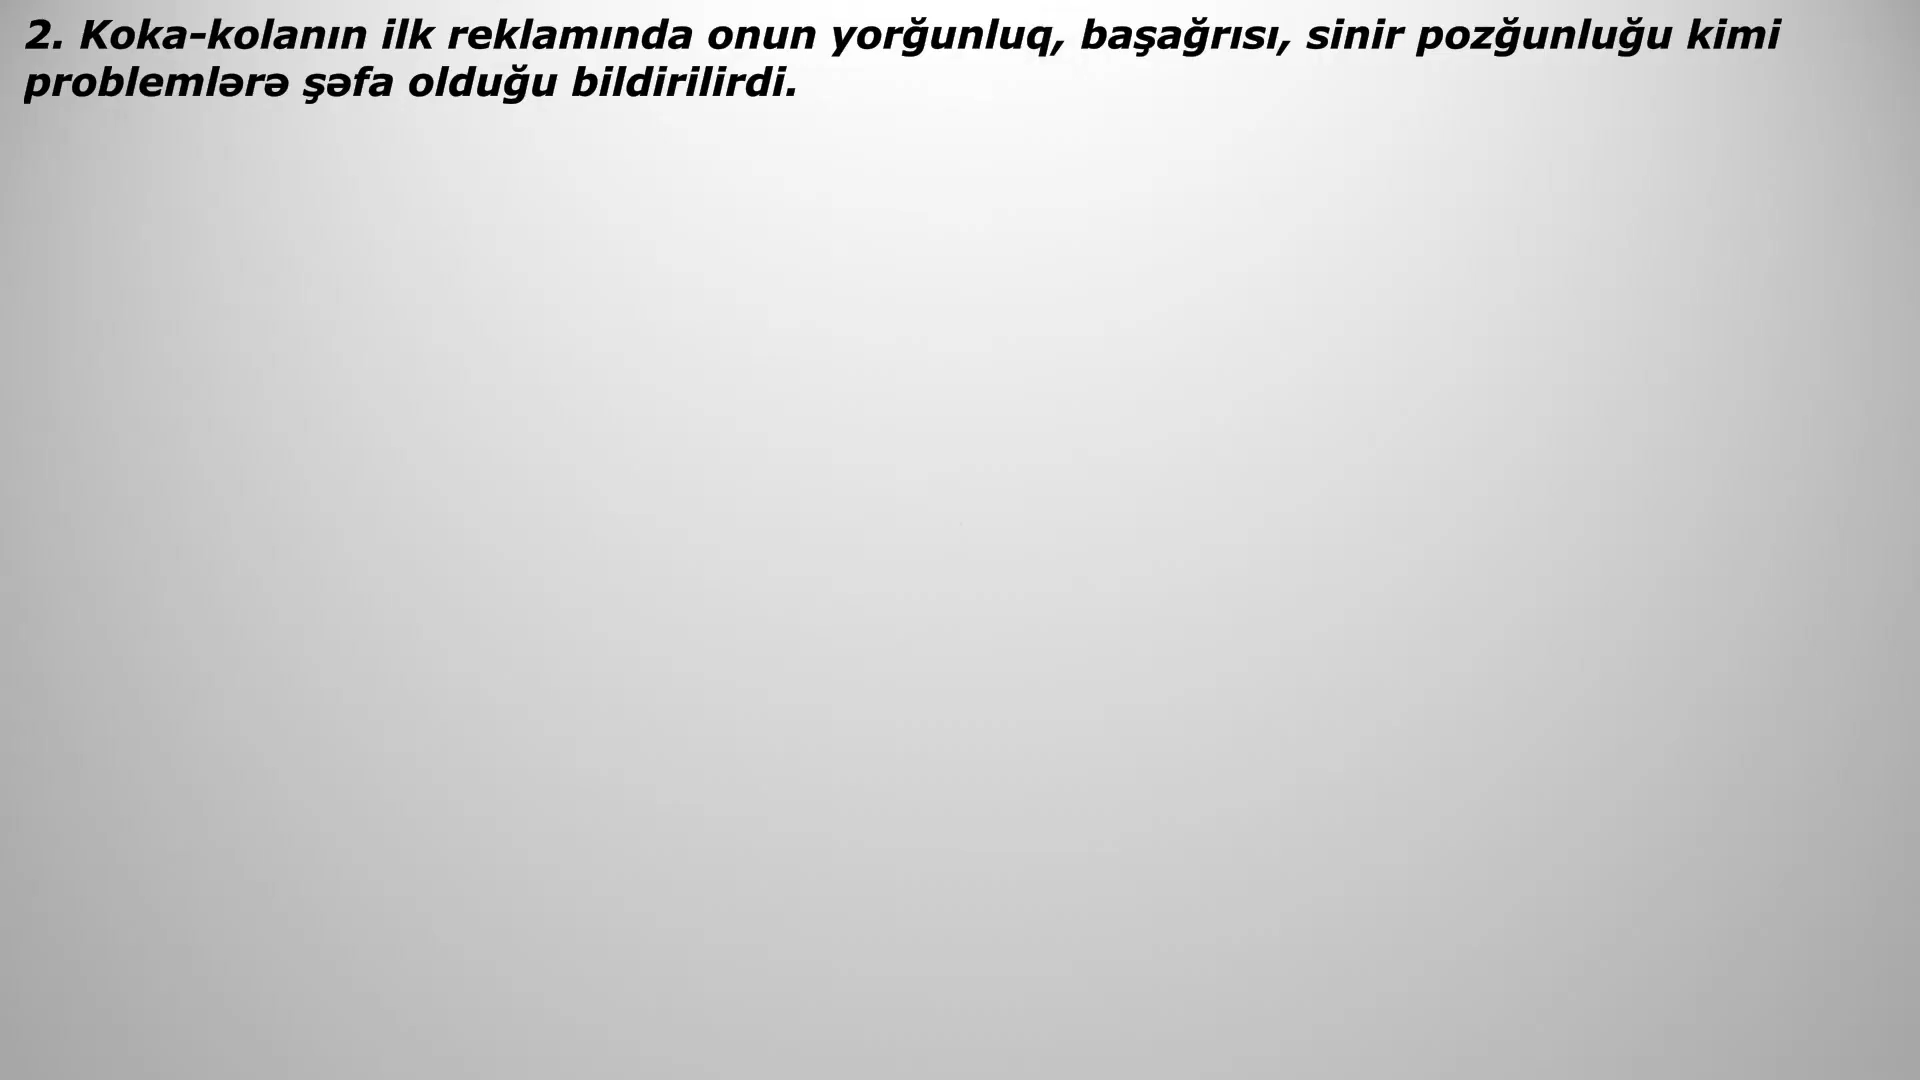 2. Koka-kolanın ilk reklamında onun yorğunluq, başağrısı, sinir pozğunluğu kimi
problemlərə şəfa olduğu bildirilirdi.